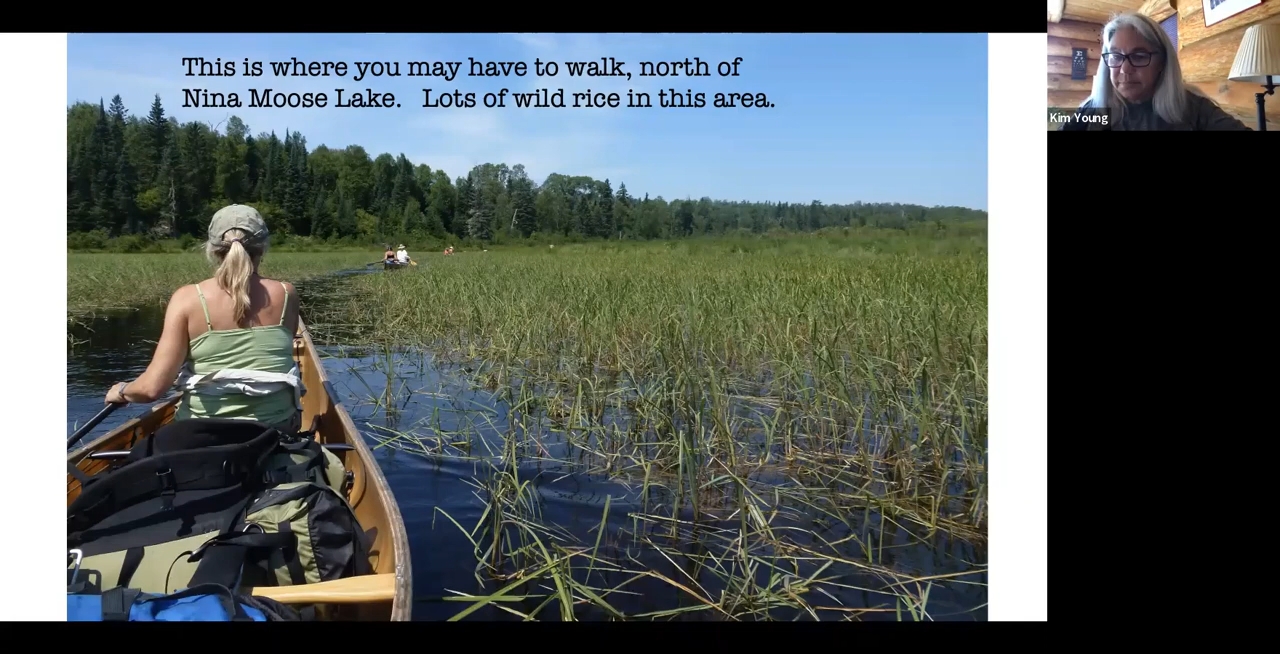 This is where you may have to walk, north of
Nina Moose Lake. Lots of wild rice in this area.
Kim Young